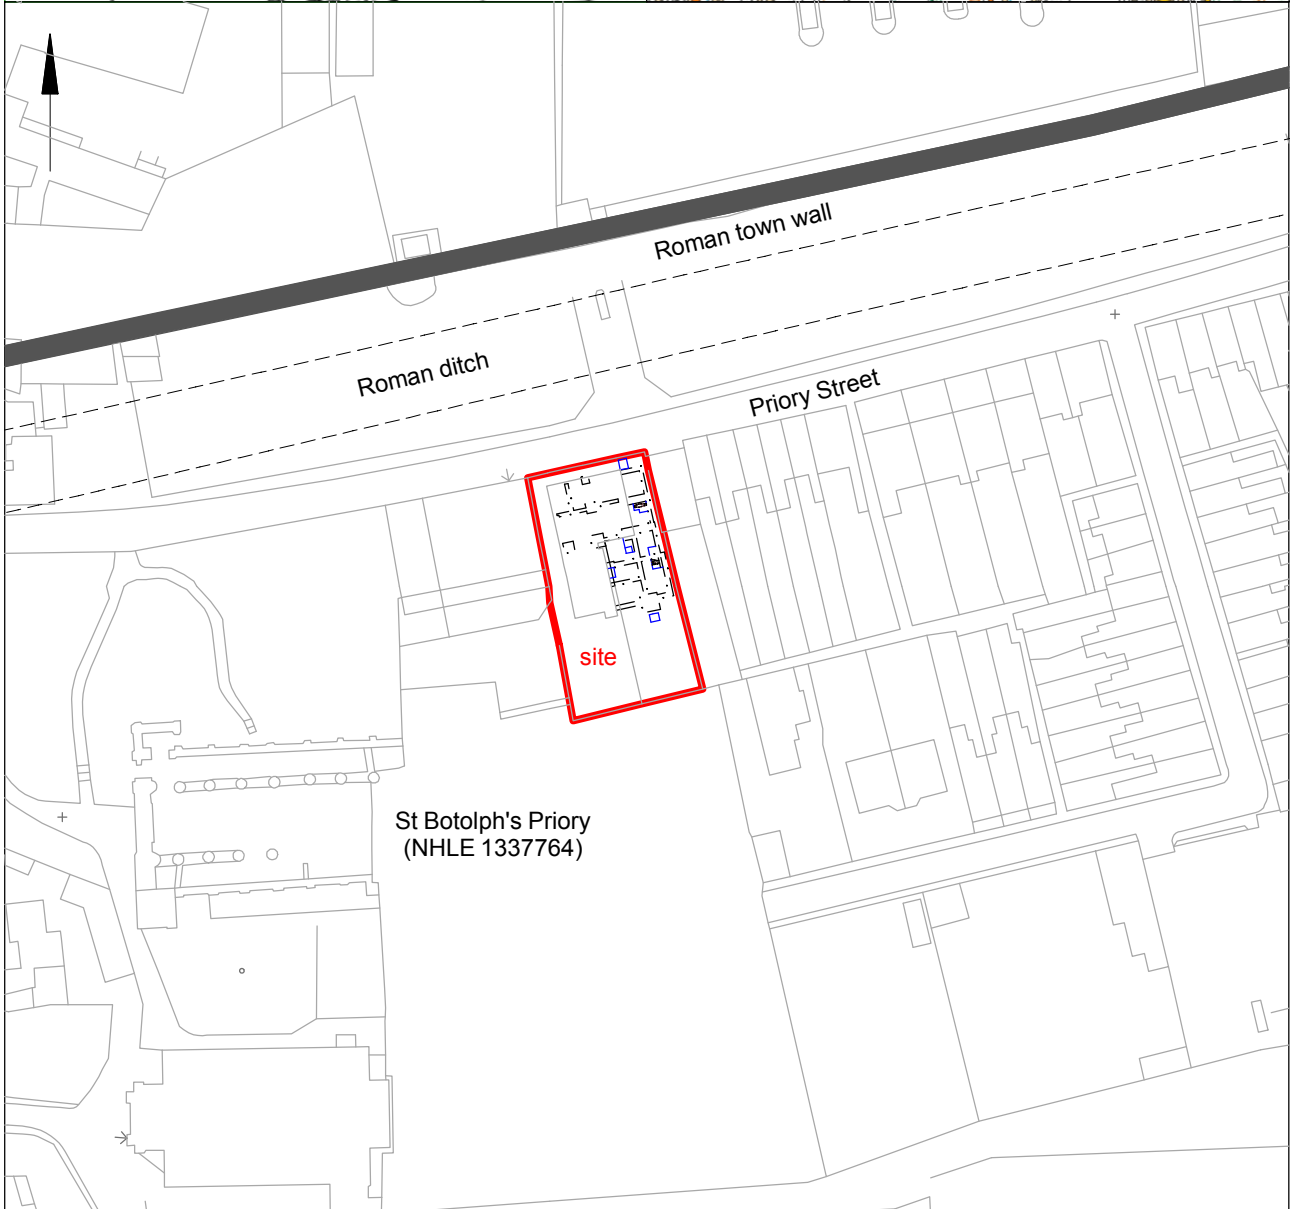 Roman town wall
Roman ditch
Priory Street
site
St Botolph's Priory
(NHLE 1337764)